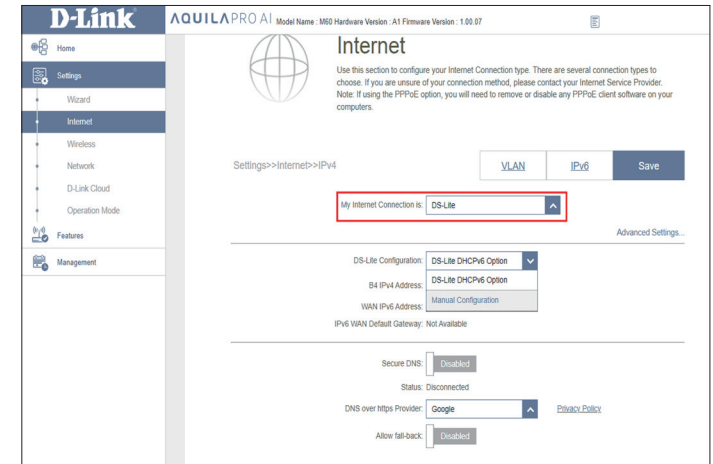 D-Link
AQUILA PRO AI Model Name : M60 Hardware Version : A1 Firmware Version : 1.00.07
Home
Settings
Wizard
Internet
Wireless
Network
D-Link Cloud
Operation Mode
Features
Management
Internet
Use this section to configure your Internet Connection type. There are several connection types to
choose. If you are unsure of your connection method, please contact your Internet Service Provider.
Note: If using the PPPoE option, you will need to remove or disable any PPPoE client software on your
computers.
Settings>>Internet>>IPv4
VLAN
IPv6
Save
My Internet Connection is: DS-Lite
Advanced Settings...
DS-Lite Configuration: DS-Lite DHCPv6 Option
DS-Lite DHCPv6 Option
B4 IPv4 Address:
Manual Configuration
WAN IPv6 Address:
IPv6 WAN Default Gateway: Not Available
Secure DNS: Disabled
Status: Disconnected
DNS over https Provider: Google Privacy Policy
Allow fall-back: Disabled